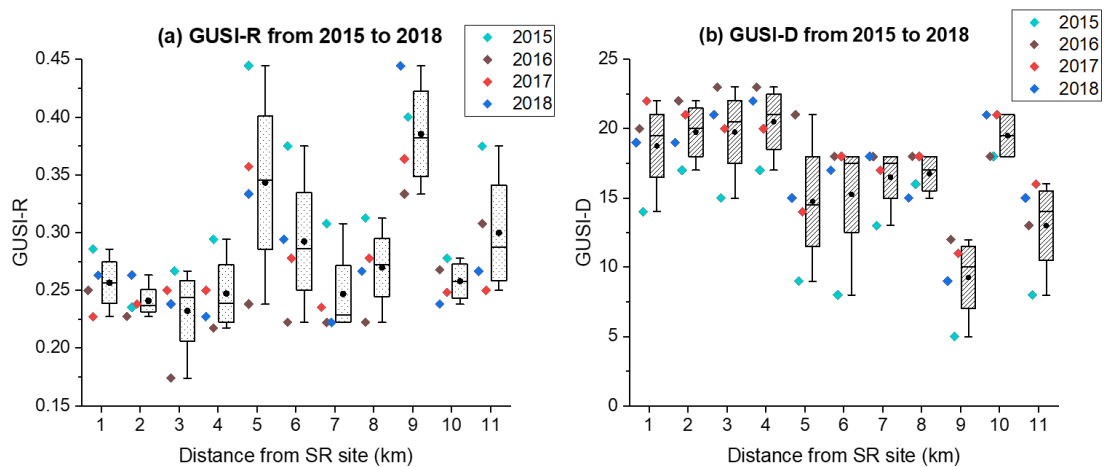 (a) GUSI-R from 2015 to 2018
2015
2016
2017
2018
0.45
0.40
0.35
0.30
0.25
0.20
0.15
GUSI-R
1 2 3 4 5 6 7 8 9 10 11
Distance from SR site (km)
(b) GUSI-D from 2015 to 2018
2015
2016
2017
2018
25
20
15
10
5
0
GUSI-D
1 2 3 4 5 6 7 8 9 10 11
Distance from SR site (km)